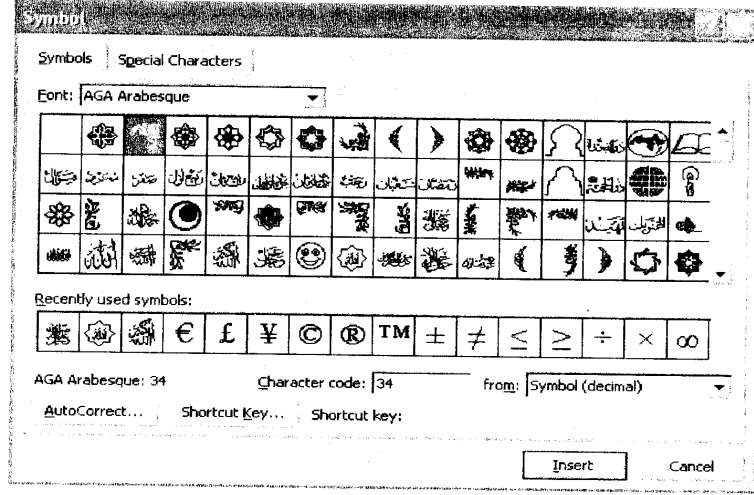 Symbol
Symbols Special Characters
Font: AGA Arabesque
Recently used symbols:
€ £ ¥ © ® TM ± ≠ ≤ ≥ ÷ × ∞
AGA Arabesque: 34 Character code: 34 from: Symbol (decimal)
AutoCorrect... Shortcut Key... Shortcut key:
Insert Cancel